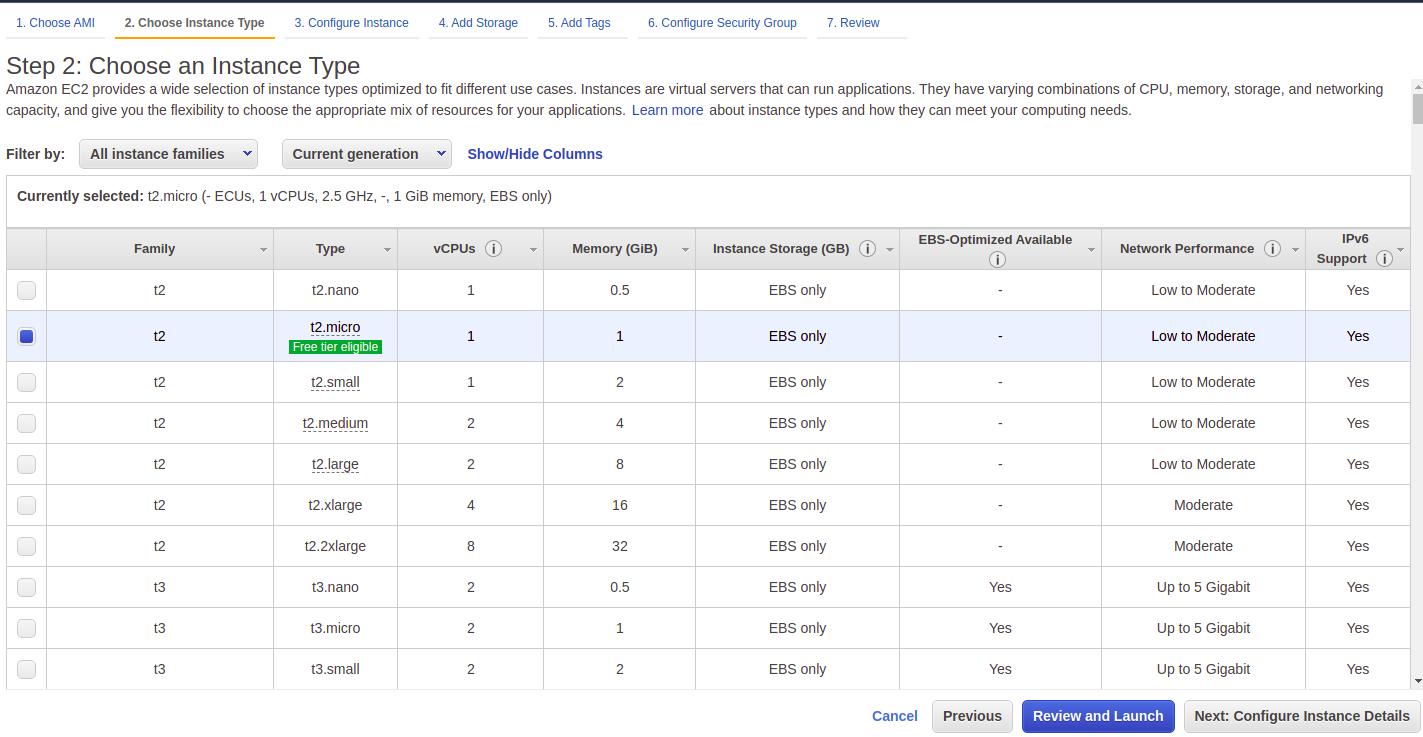 1. Choose AMI 2. Choose Instance Type 3. Configure Instance 4. Add Storage 5. Add Tags 6. Configure Security Group 7. Review
Step 2: Choose an Instance Type
Amazon EC2 provides a wide selection of instance types optimized to fit different use cases. Instances are virtual servers that can run applications. They have varying combinations of CPU, memory, storage, and networking
capacity, and give you the flexibility to choose the appropriate mix of resources for your applications. Learn more about instance types and how they can meet your computing needs.
Filter by: All instance families Current generation Show/Hide Columns
Currently selected: t2.micro (- ECUs, 1 vCPUs, 2.5 GHz, -, 1 GiB memory, EBS only)
Family Type vCPUs i Memory (GiB) Instance Storage (GB) i EBS-Optimized Available i Network Performance i IPv6 Support i
t2 t2.nano 1 0.5 EBS only - Low to Moderate Yes
t2 t2.micro 1 1 EBS only - Low to Moderate Yes
Free tier eligible
t2 t2.small 1 2 EBS only - Low to Moderate Yes
t2 t2.medium 2 4 EBS only - Low to Moderate Yes
t2 t2.large 2 8 EBS only - Low to Moderate Yes
t2 t2.xlarge 4 16 EBS only - Moderate Yes
t2 t2.2xlarge 8 32 EBS only - Moderate Yes
t3 t3.nano 2 0.5 EBS only Yes Up to 5 Gigabit Yes
t3 t3.micro 2 1 EBS only Yes Up to 5 Gigabit Yes
t3 t3.small 2 2 EBS only Yes Up to 5 Gigabit Yes
Cancel Previous Review and Launch Next: Configure Instance Details